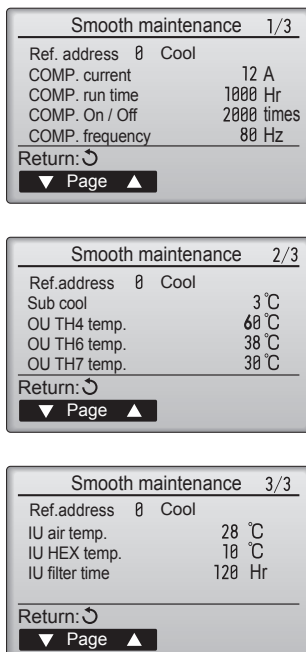 Smooth maintenance 1/3
Ref. address 0 Cool
COMP. current 12 A
COMP. run time 1000 Hr
COMP. On / Off 2000 times
COMP. frequency 80 Hz
Return:
▼ Page ▲
Smooth maintenance 2/3
Ref.address 0 Cool
Sub cool 3℃
OU TH4 temp. 60℃
OU TH6 temp. 38℃
OU TH7 temp. 30℃
Return:
▼ Page ▲
Smooth maintenance 3/3
Ref.address 0 Cool
IU air temp. 28 ℃
IU HEX temp. 10 ℃
IU filter time 120 Hr
Return:
▼ Page ▲